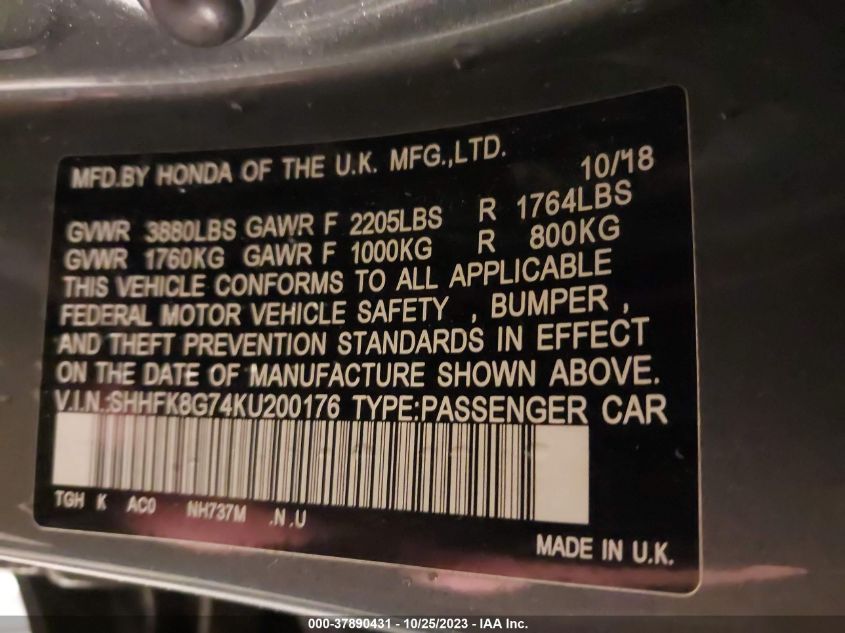 MFD.BY HONDA OF THE U.K. MFG.,LTD. 10/18
GVWR 3880LBS GAWR F 2205LBS R 1764LBS
GVWR 1760KG GAWR F 1000KG R 800KG
THIS VEHICLE CONFORMS TO ALL APPLICABLE
FEDERAL MOTOR VEHICLE SAFETY , BUMPER ,
AND THEFT PREVENTION STANDARDS IN EFFECT
ON THE DATE OF MANUFACTURE SHOWN ABOVE.
V.I.N.:SHHFK8G74KU200176 TYPE:PASSENGER CAR
TGH K AC0 NH737M .N .U
MADE IN U.K.
000-37890431 - 10/25/2023 - IAA Inc.